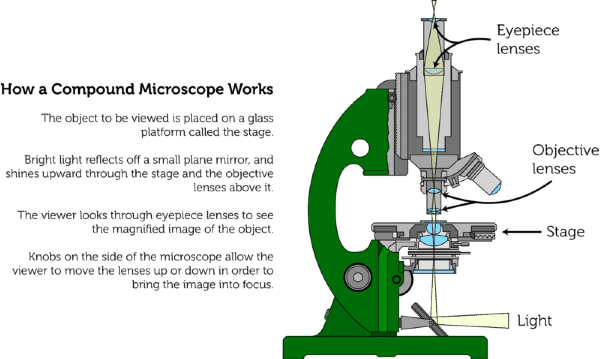 How a Compound Microscope Works
The object to be viewed is placed on a glass
platform called the stage.
Bright light reflects off a small plane mirror, and
shines upward through the stage and the objective
lenses above it.
The viewer looks through eyepiece lenses to see
the magnified image of the object.
Knobs on the side of the microscope allow the
viewer to move the lenses up or down in order to
bring the image into focus.
Eyepiece
lenses
Objective
lenses
Stage
Light